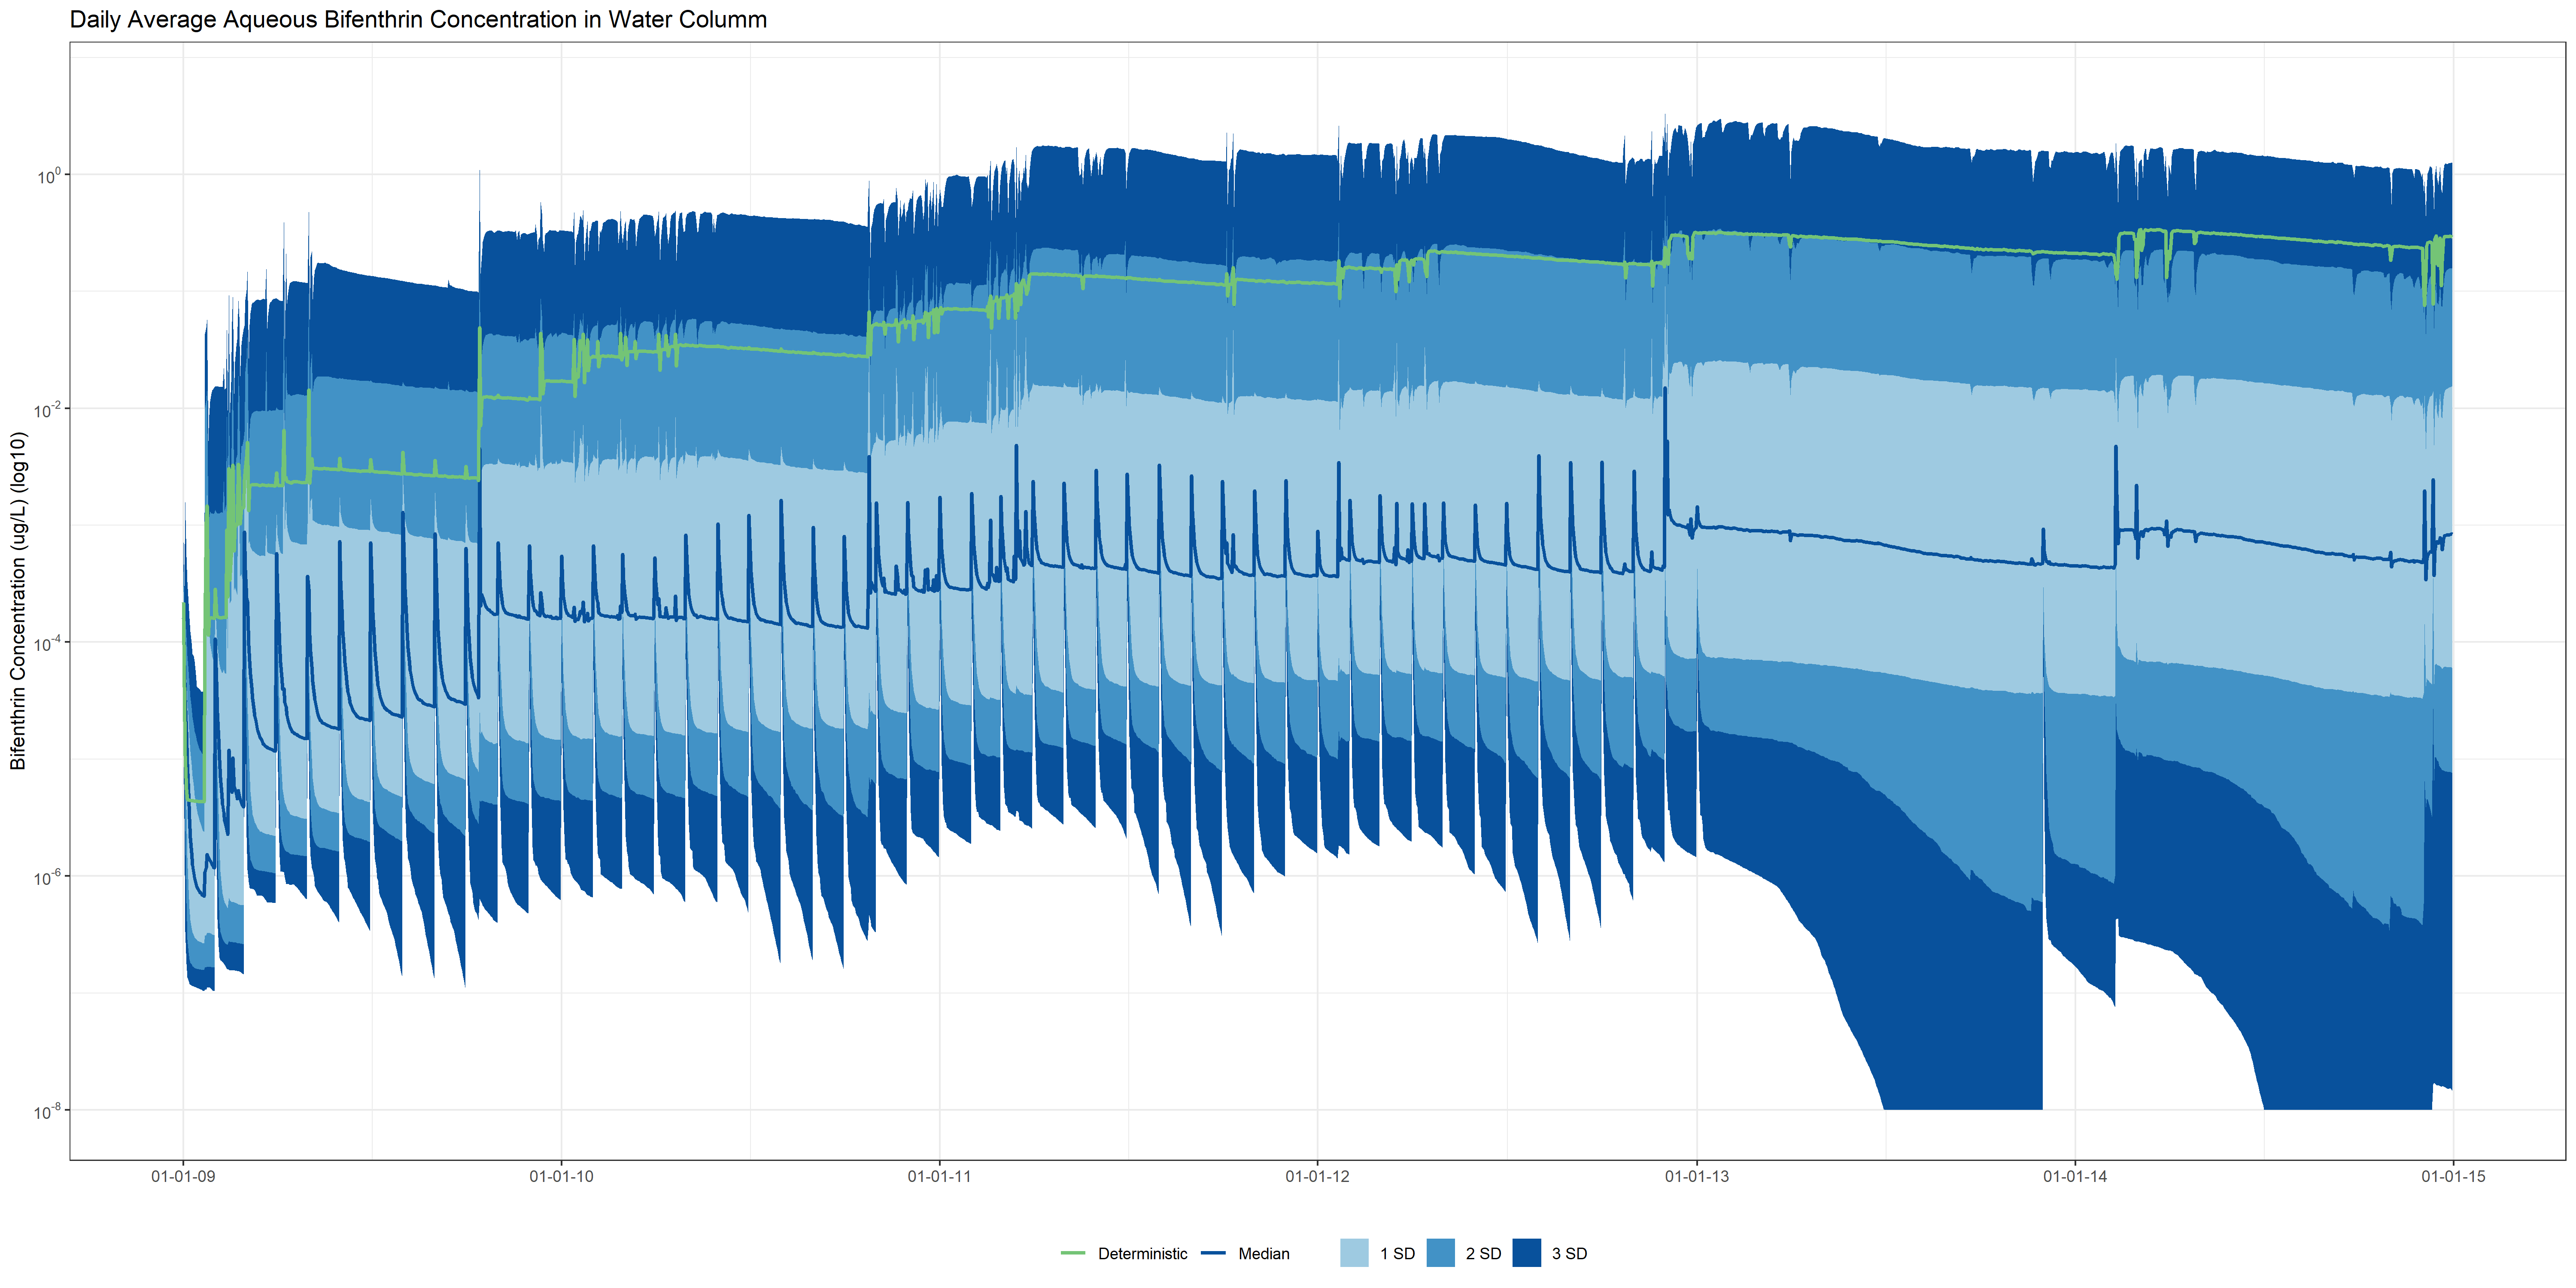 Daily Average Aqueous Bifenthrin Concentration in Water Columm
Bifenthrin Concentration (ug/L) (log10)
10^0
10^-2
10^-4
10^-6
10^-8
01-01-09 01-01-10 01-01-11 01-01-12 01-01-13 01-01-14 01-01-15
Deterministic Median 1 SD 2 SD 3 SD